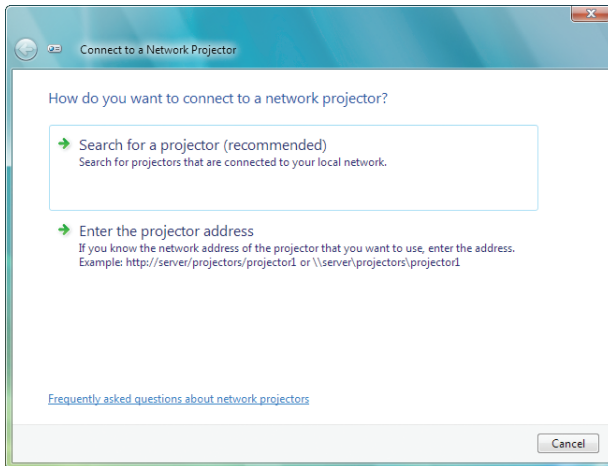 Connect to a Network Projector
How do you want to connect to a network projector?
Search for a projector (recommended)
Search for projectors that are connected to your local network.
Enter the projector address
If you know the network address of the projector that you want to use, enter the address.
Example: http://server/projectors/projector1 or \\server\projectors\projector1
Frequently asked questions about network projectors
Cancel